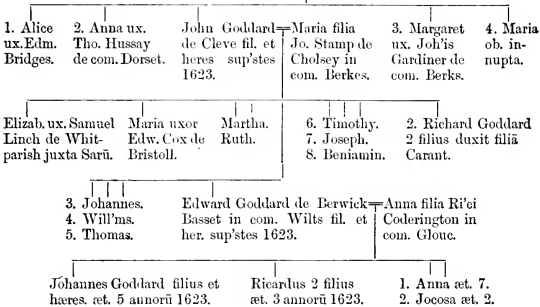 1. Alice
ux.Edm.
Bridges.
2. Anna ux.
Tho. Hussay
de com. Dorset.
John Goddard
de Cleve fil. et
heres sup'stes
1623.
Maria filia
Jo. Stamp de
Cholsey in
com. Berkes.
3. Margaret
ux. Joh'is
Gardiner de
com. Berks.
4. Maria
ob. in-
nupta.
Elizab. ux. Samuel
Linch de Whit-
parish juxta Sarū.
Maria uxor
Edw. Cox de
Bristoll.
Martha.
Ruth.
6. Timothy.
7. Joseph.
8. Beniamin.
2. Richard Goddard
2 filius duxit filiā
Carant.
3. Johannes.
4. Will'ms.
5. Thomas.
Edward Goddard de Berwick
Basset in com. Wilts fil. et
her. sup'stes 1623.
Anna filia Ri'ci
Coderington in
com. Glouc.
Johannes Goddard filius et
hæres. æt. 5 annorū 1623.
Ricardus 2 filius
æt. 3 annorū 1623.
1. Anna æt. 7.
2. Jocosa æt. 2.